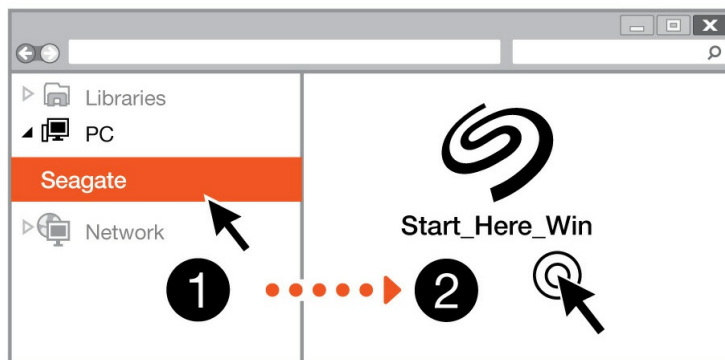 Libraries
PC
Seagate
Network
Start_Here_Win
1
2